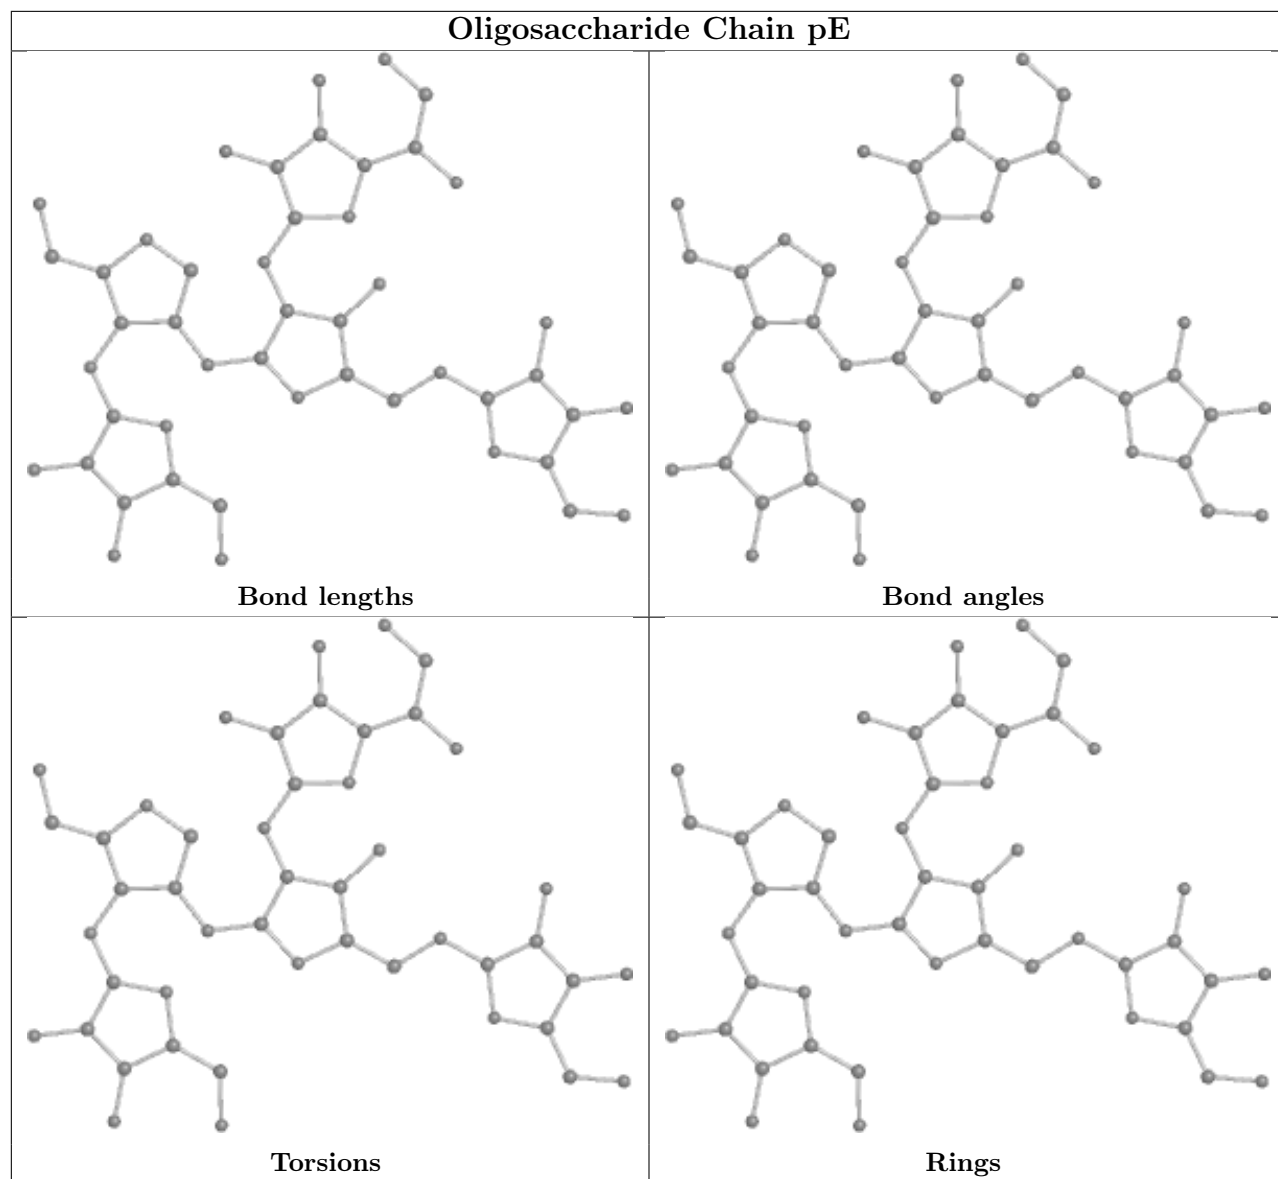 Oligosaccharide Chain pE
Bond lengths
Bond angles
Torsions
Rings